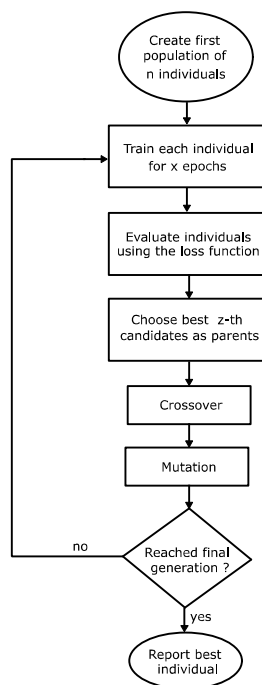 Create first
population of
n individuals
Train each individual
for x epochs
Evaluate individuals
using the loss function
Choose best z-th
candidates as parents
Crossover
Mutation
Reached final
generation ?
no
yes
Report best
individual